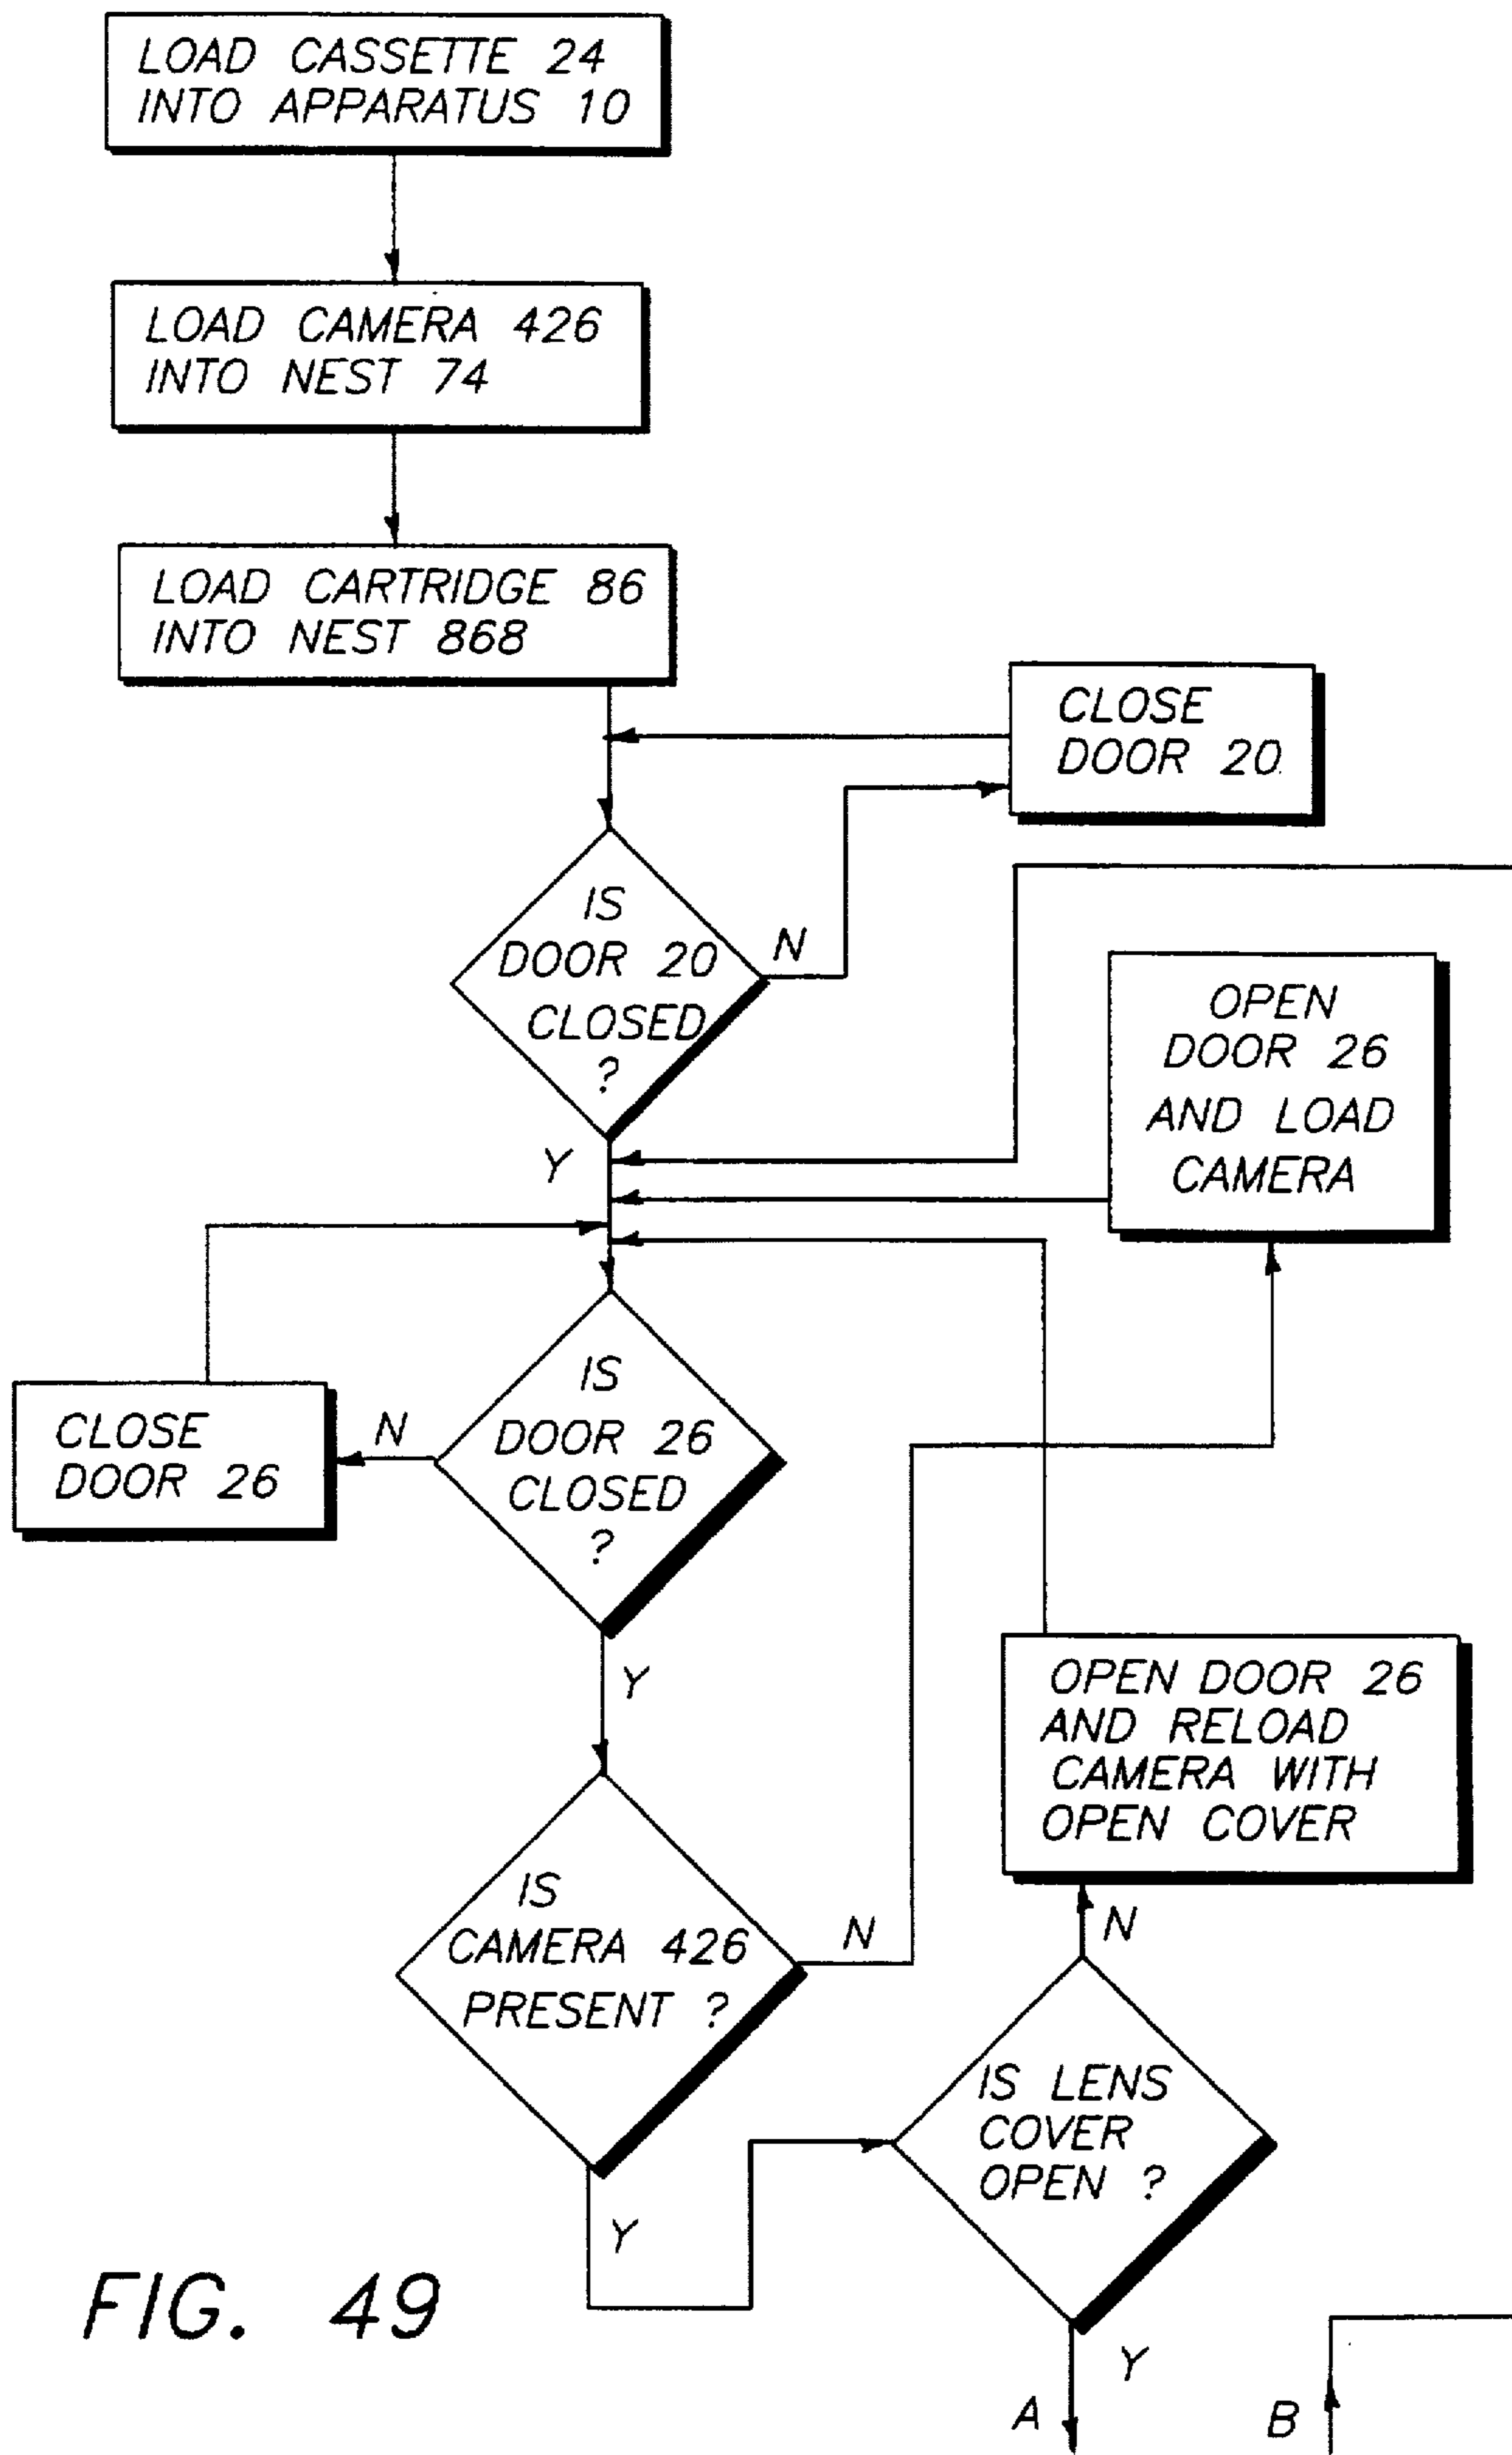 LOAD CASSETTE 24
INTO APPARATUS 10
LOAD CAMERA 426
INTO NEST 74
LOAD CARTRIDGE 86
INTO NEST 868
CLOSE
DOOR 20
IS
DOOR 20
CLOSED
?
N
Y
OPEN
DOOR 26
AND LOAD
CAMERA
IS
DOOR 26
CLOSED
?
N
CLOSE
DOOR 26
Y
OPEN DOOR 26
AND RELOAD
CAMERA WITH
OPEN COVER
IS
CAMERA 426
PRESENT ?
N
N
IS LENS
COVER
OPEN ?
Y
Y
A
B
FIG. 49